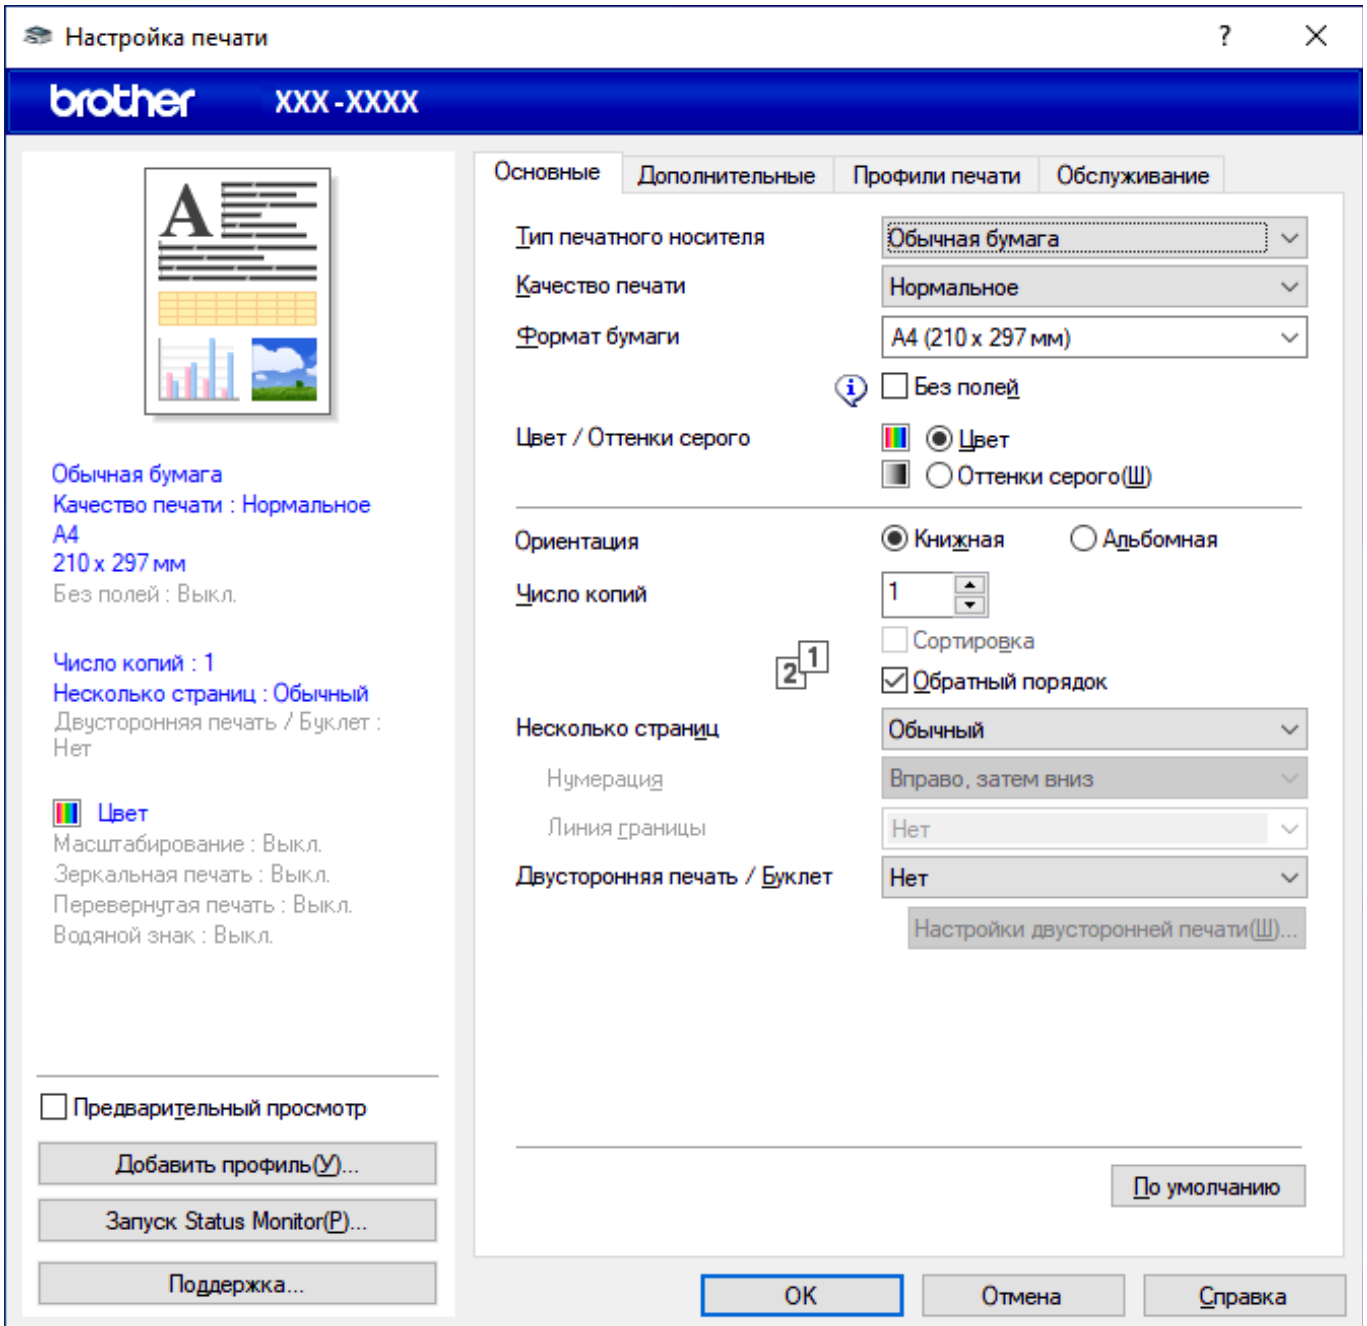 Настройка печати
?
brother XXX-XXXX
A
Обычная бумага
Качество печати : Нормальное
A4
210 x 297 мм
Без полей : Выкл.
Число копий : 1
Несколько страниц : Обычный
Двусторонняя печать / Буклет :
Нет
Цвет
Масштабирование : Выкл.
Зеркальная печать : Выкл.
Перевернутая печать : Выкл.
Водяной знак : Выкл.
Предварительный просмотр
Добавить профиль(У)...
Запуск Status Monitor(P)...
Поддержка...
Основные Дополнительные Профили печати Обслуживание
Тип печатного носителя Обычная бумага
Качество печати Нормальное
Формат бумаги A4 (210 x 297 мм)
i Без полей
Цвет / Оттенки серого Цвет
Оттенки серого(Ш)
Ориентация Книжная Альбомная
Число копий 1
Сортировка
2 1 Обратный порядок
Несколько страниц Обычный
Нумерация Вправо, затем вниз
Линия границы Нет
Двусторонняя печать / Буклет Нет
Настройки двусторонней печати(Ш)...
По умолчанию
OK Отмена Справка